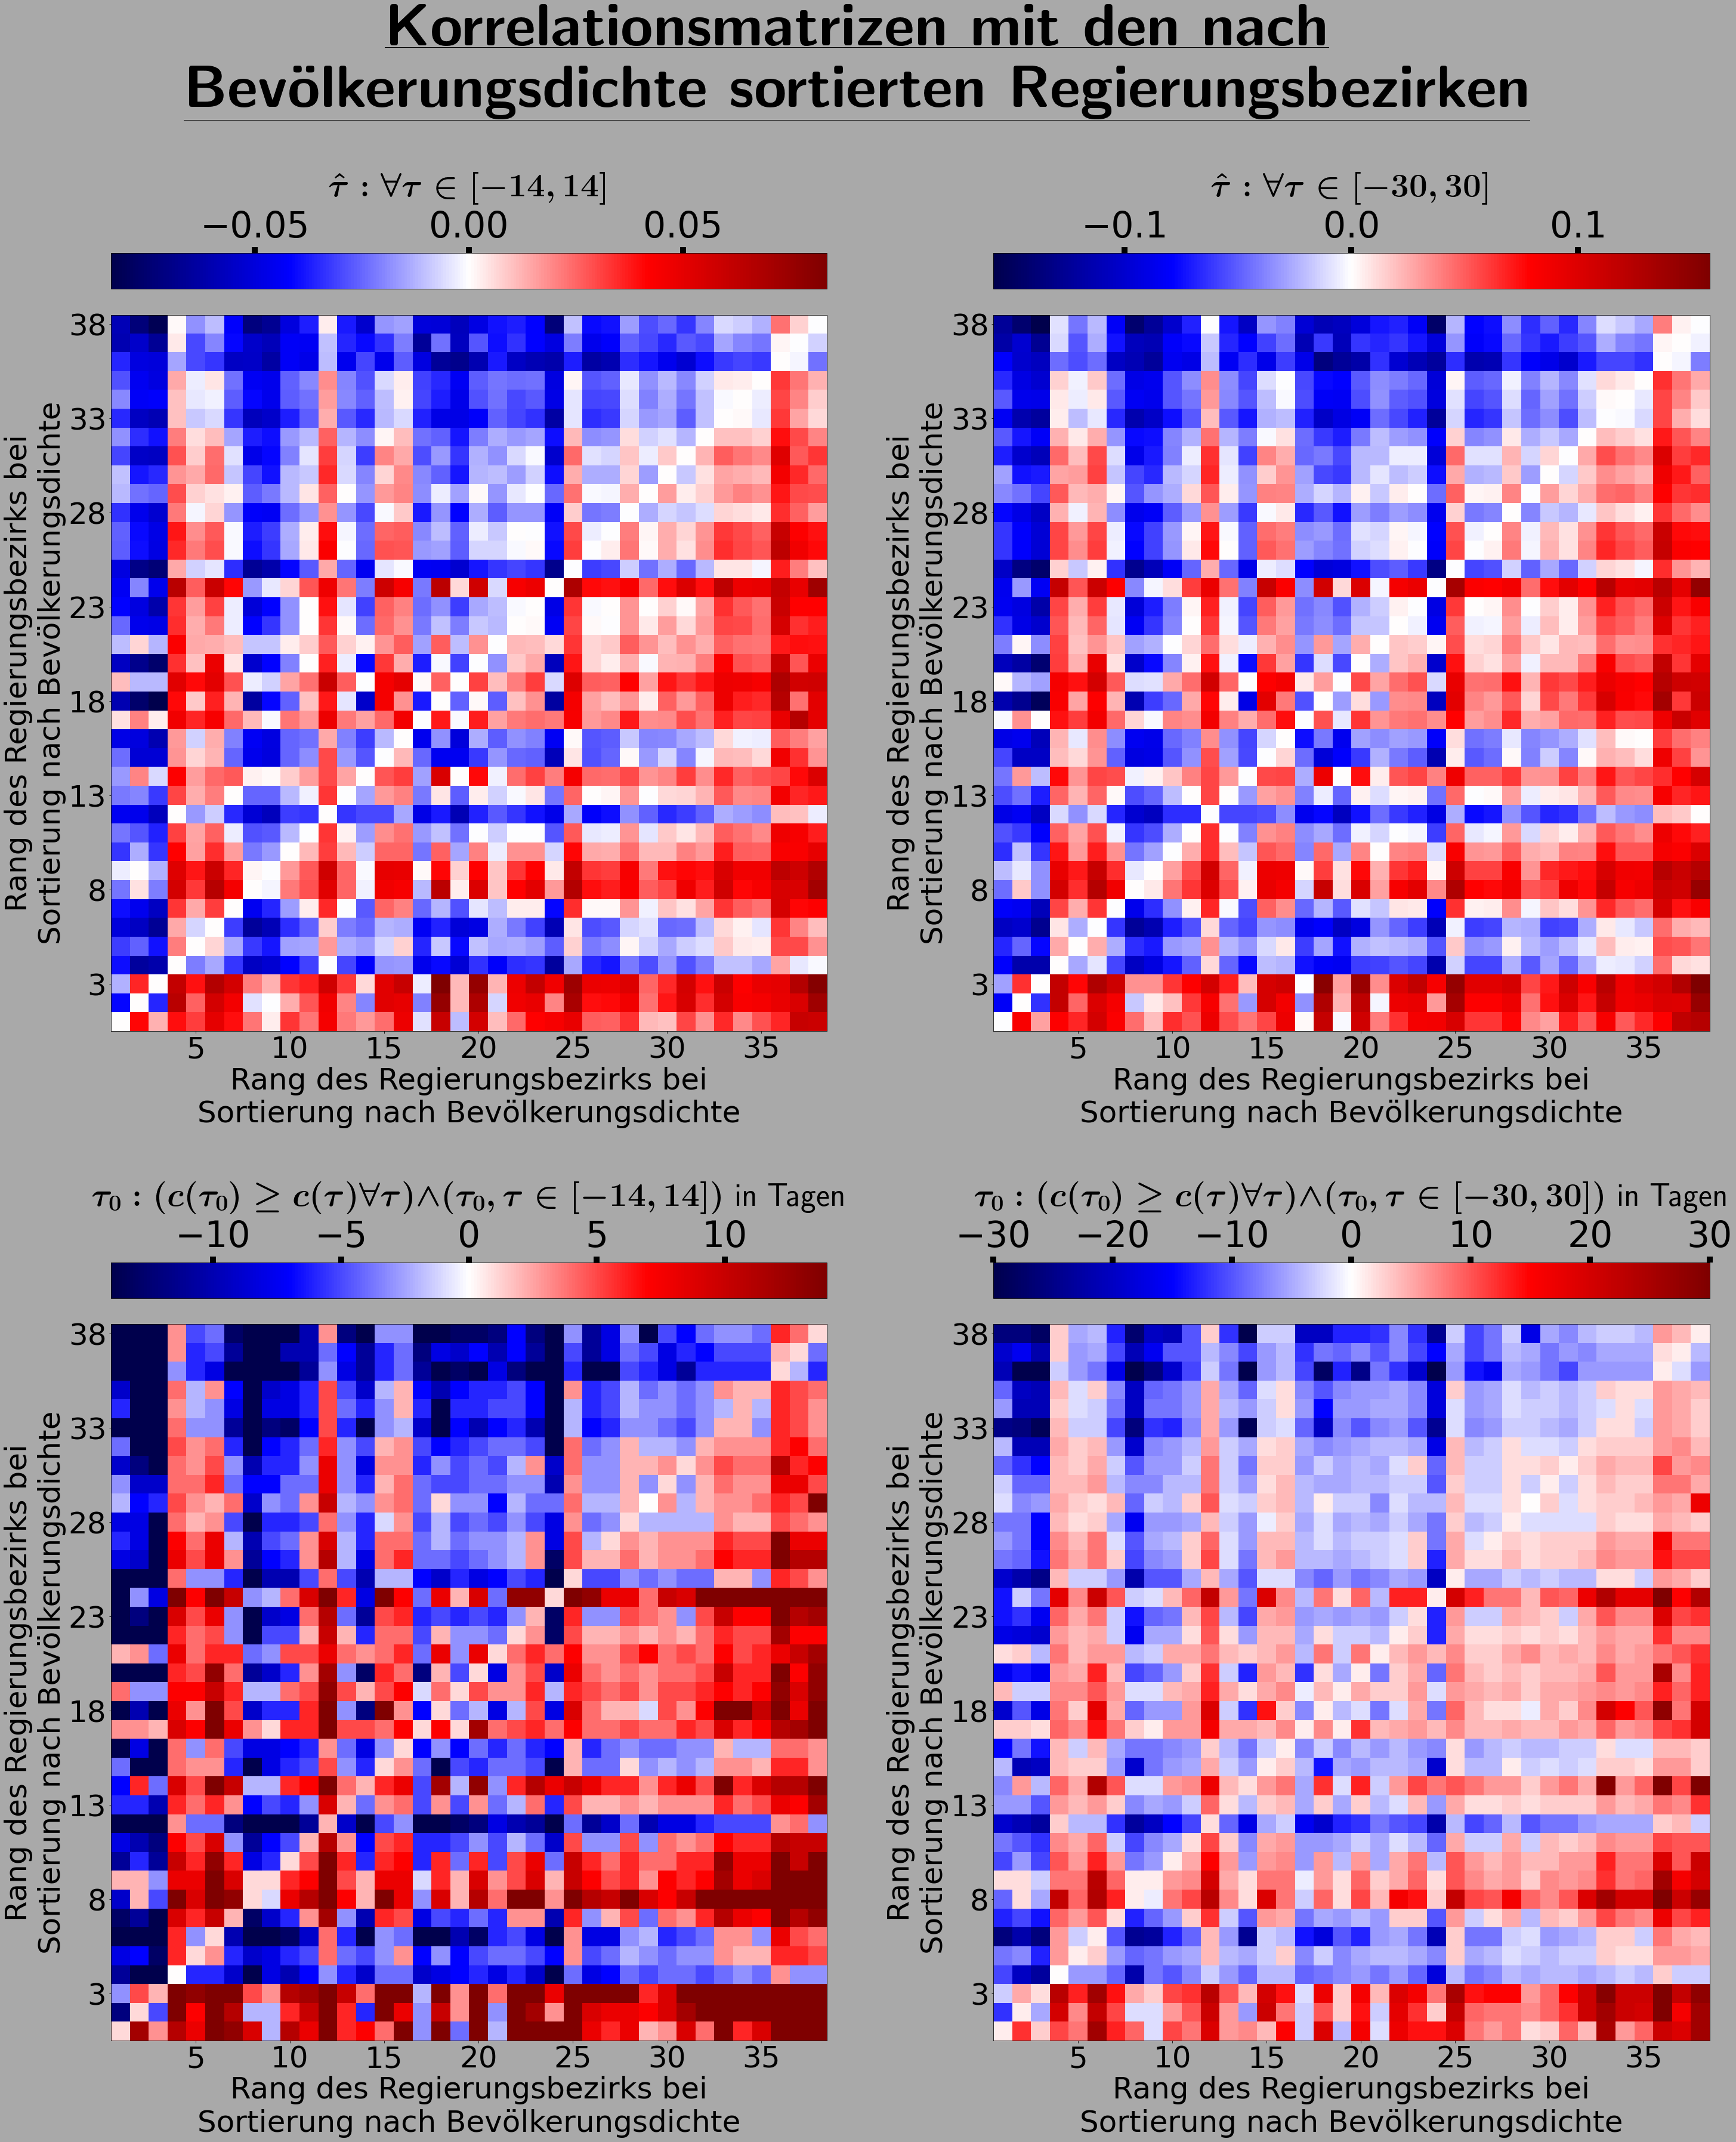 Korrelationsmatrizen mit den nach
Bevölkerungsdichte sortierten Regierungsbezirken
τ̂ : ∀τ ∈ [−14, 14]
−0.05 0.00 0.05
38
33
28
23
18
13
8
3
Rang des Regierungsbezirks bei
Sortierung nach Bevölkerungsdichte
5 10 15 20 25 30 35
Rang des Regierungsbezirks bei
Sortierung nach Bevölkerungsdichte
τ̂ : ∀τ ∈ [−30, 30]
−0.1 0.0 0.1
38
33
28
23
18
13
8
3
Rang des Regierungsbezirks bei
Sortierung nach Bevölkerungsdichte
5 10 15 20 25 30 35
Rang des Regierungsbezirks bei
Sortierung nach Bevölkerungsdichte
τ₀ : (c(τ₀) ≥ c(τ)∀τ)∧(τ₀, τ ∈ [−14, 14]) in Tagen
−10 −5 0 5 10
38
33
28
23
18
13
8
3
Rang des Regierungsbezirks bei
Sortierung nach Bevölkerungsdichte
5 10 15 20 25 30 35
Rang des Regierungsbezirks bei
Sortierung nach Bevölkerungsdichte
τ₀ : (c(τ₀) ≥ c(τ)∀τ)∧(τ₀, τ ∈ [−30, 30]) in Tagen
−30 −20 −10 0 10 20 30
38
33
28
23
18
13
8
3
Rang des Regierungsbezirks bei
Sortierung nach Bevölkerungsdichte
5 10 15 20 25 30 35
Rang des Regierungsbezirks bei
Sortierung nach Bevölkerungsdichte